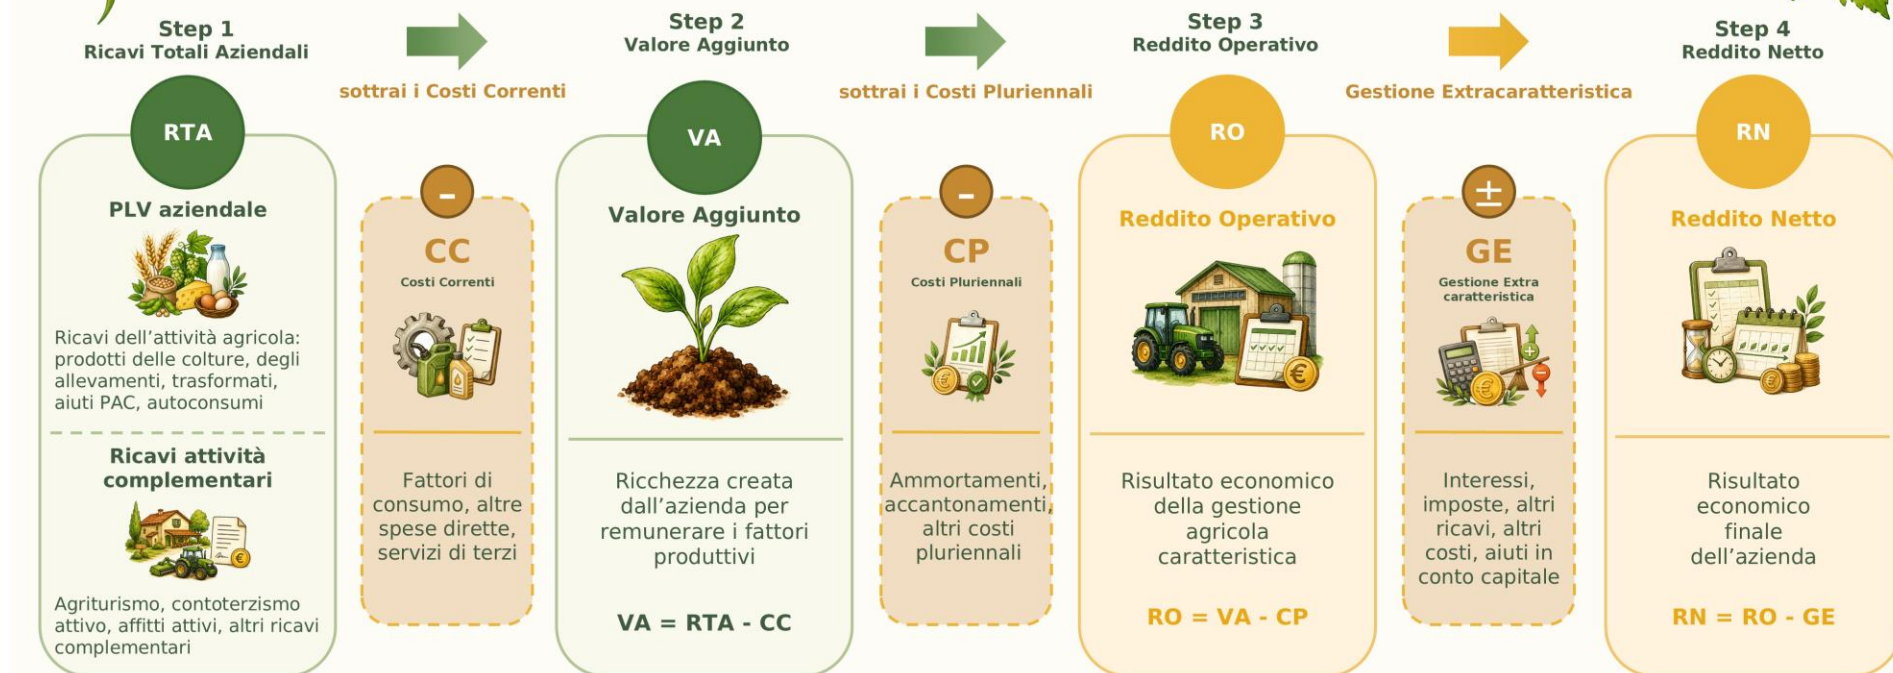 Step 1
Ricavi Totali Aziendali
sottrai i Costi Correnti
Step 2
Valore Aggiunto
sottrai i Costi Pluriennali
Step 3
Reddito Operativo
Gestione Extracaratteristica
Step 4
Reddito Netto
RTA
PLV aziendale
Ricavi dell’attività agricola:
prodotti delle colture, degli
allevamenti, trasformati,
aiuti PAC, autoconsumi
Ricavi attività
complementari
Agriturismo, contoterzismo
attivo, affitti attivi, altri ricavi
complementari
-
CC
Costi Correnti
Fattori di
consumo, altre
spese dirette,
servizi di terzi
VA
Valore Aggiunto
Ricchezza creata
dall’azienda per
remunerare i fattori
produttivi
VA = RTA - CC
-
CP
Costi Pluriennali
Ammortamenti,
accantonamenti,
altri costi
pluriennali
RO
Reddito Operativo
Risultato economico
della gestione
agricola
caratteristica
RO = VA - CP
±
GE
Gestione Extra
caratteristica
Interessi,
imposte, altri
ricavi, altri
costi, aiuti in
conto capitale
RN
Reddito Netto
Risultato
economico
finale
dell’azienda
RN = RO - GE